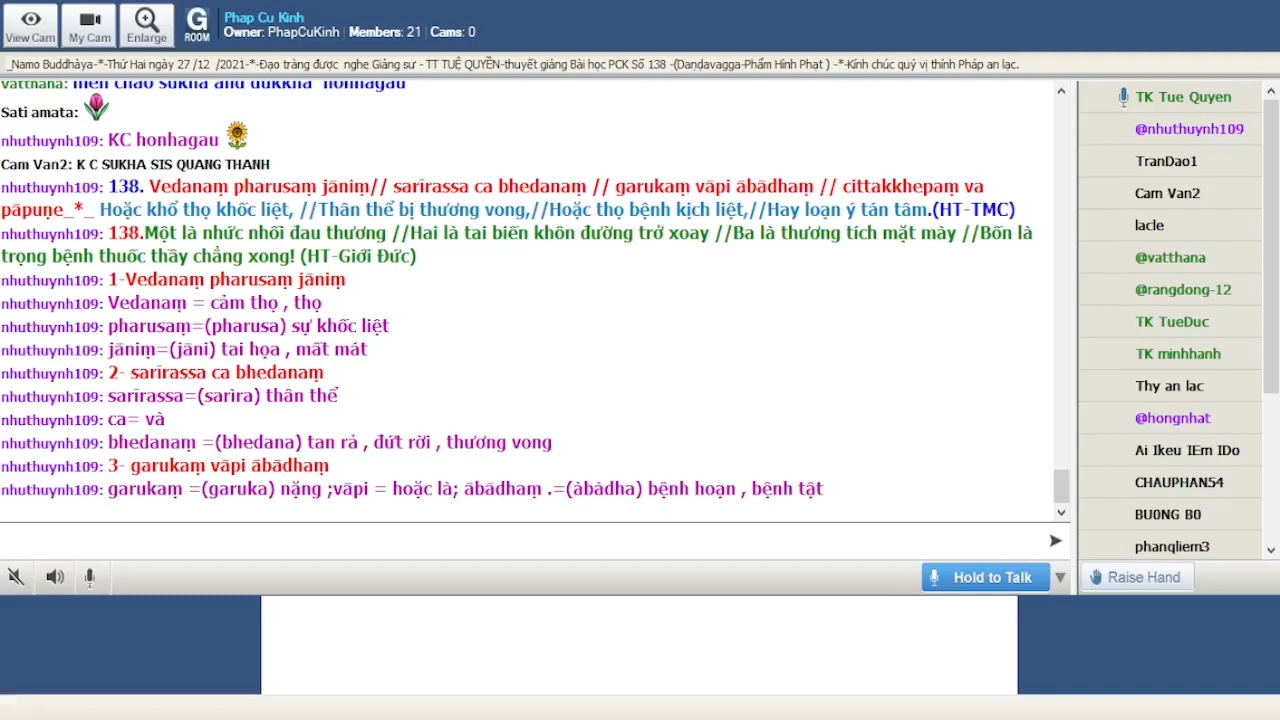 View Cam
My Cam
Enlarge
G
ROOM
Phap Cu Kinh
Owner: PhapCuKinh | Members: 21 | Cams: 0
_Namo Buddhàya-*-Thứ Hai ngày 27 /12 /2021-*-Đạo tràng được nghe Giảng sư - TT TUỆ QUYỀN-thuyết giảng Bài học PCK Số 138 -(Daṇḍavagga-Phẩm Hình Phạt ) -*-Kính chúc quý vị thính Pháp an lạc.
vatthana: men chao sukha and dukkha honhagau
Sati amata:
nhuthuynh109: KC honhagau
Cam Van2: K C SUKHA SIS QUANG THANH
nhuthuynh109: 138. Vedanaṃ pharusaṃ jāniṃ// sarīrassa ca bhedanaṃ // garukaṃ vāpi ābādhaṃ // cittakkhepaṃ va
pāpuṇe_*_ Hoặc khổ thọ khốc liệt, //Thân thể bị thương vong,//Hoặc thọ bệnh kịch liệt,//Hay loạn ý tán tâm.(HT-TMC)
nhuthuynh109: 138.Một là nhức nhối đau thương //Hai là tai biến khôn đường trở xoay //Ba là thương tích mặt mày //Bốn là
trọng bệnh thuốc thầy chẳng xong! (HT-Giới Đức)
nhuthuynh109: 1-Vedanaṃ pharusaṃ jāniṃ
nhuthuynh109: Vedanaṃ = cảm thọ , thọ
nhuthuynh109: pharusaṃ=(pharusa) sự khốc liệt
nhuthuynh109: jāniṃ=(jāni) tai họa , mất mát
nhuthuynh109: 2- sarīrassa ca bhedanaṃ
nhuthuynh109: sarīrassa=(sarìra) thân thể
nhuthuynh109: ca= và
nhuthuynh109: bhedanaṃ =(bhedana) tan rả , đứt rời , thương vong
nhuthuynh109: 3- garukaṃ vāpi ābādhaṃ
nhuthuynh109: garukaṃ =(garuka) nặng ;vāpi = hoặc là; ābādhaṃ .=(àbàdha) bệnh hoạn , bệnh tật
TK Tue Quyen
@nhuthuynh109
TranDao1
Cam Van2
lacle
@vatthana
@rangdong-12
TK TueDuc
TK minhhanh
Thy an lac
@hongnhat
Ai Ikeu IEm IDo
CHAUPHAN54
BU0NG B0
phanqliem3
Hold to Talk
Raise Hand